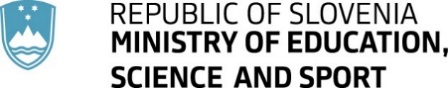 REPUBLIC OF SLOVENIA
MINISTRY OF EDUCATION,
SCIENCE AND SPORT